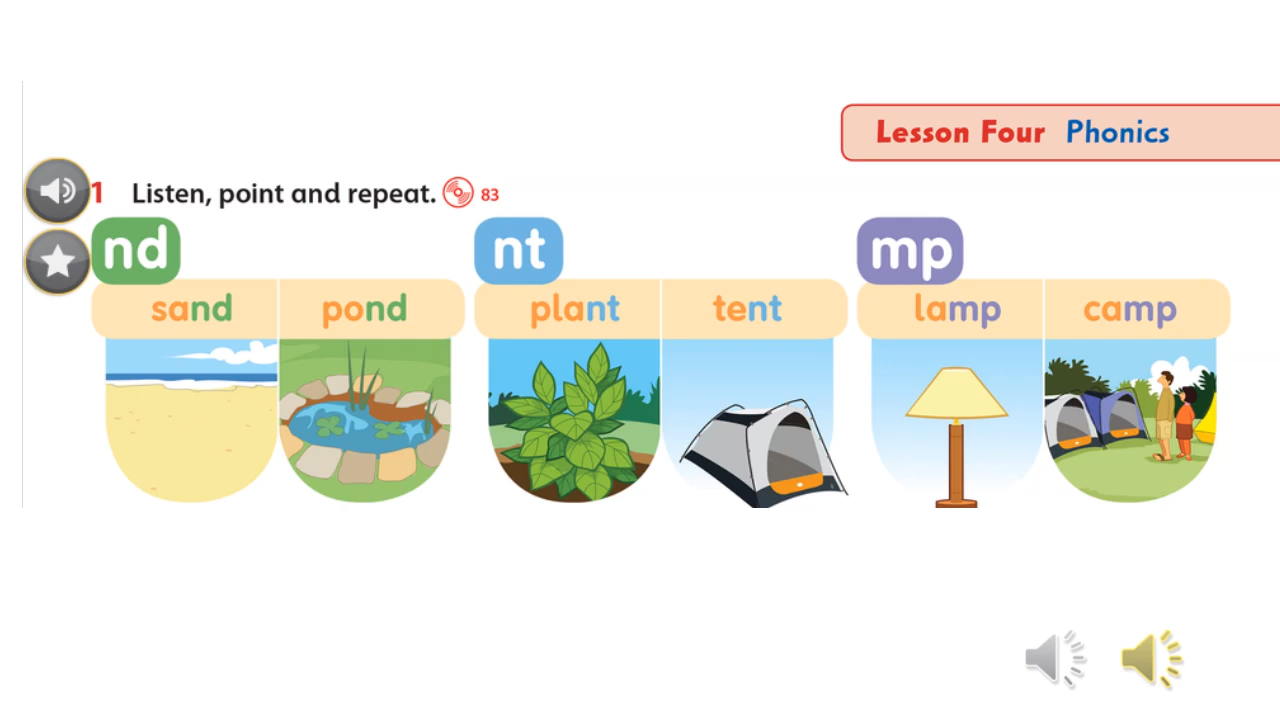 Lesson Four Phonics
1 Listen, point and repeat. 83
nd nt mp
sand pond plant tent lamp camp